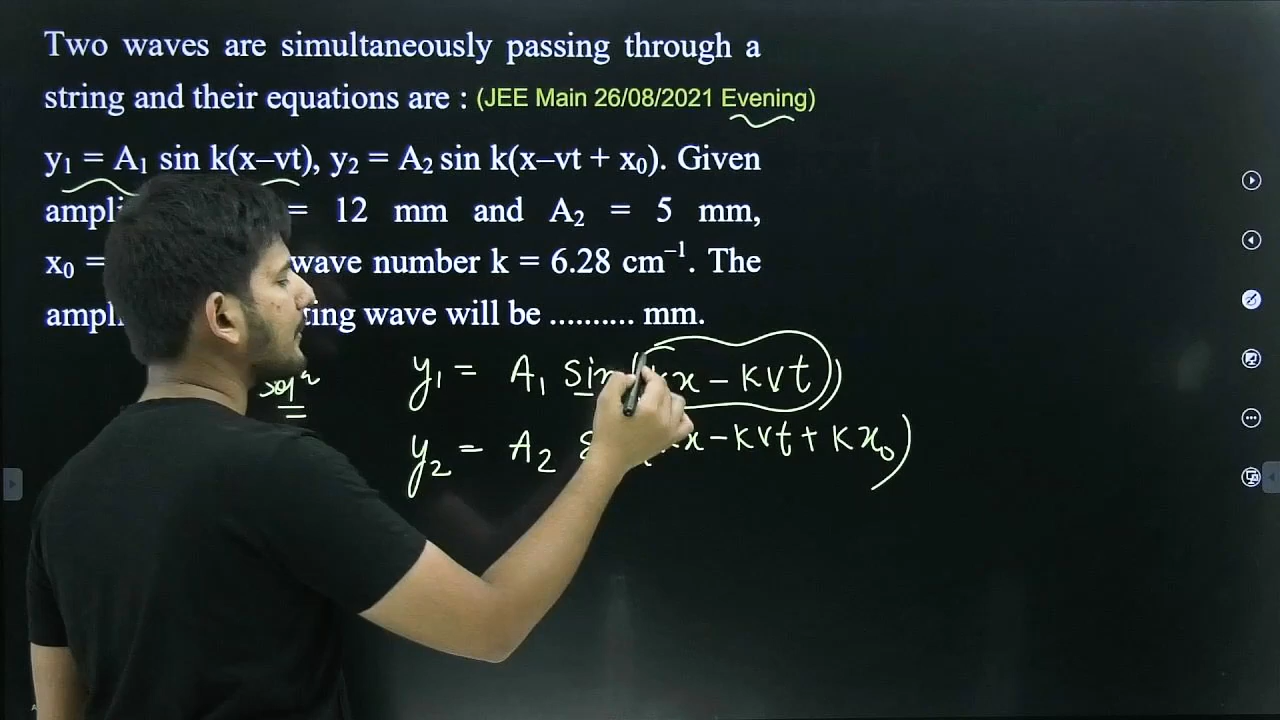 Two waves are simultaneously passing through a
string and their equations are : (JEE Main 26/08/2021 Evening)
y₁ = A₁ sin k(x–vt), y₂ = A₂ sin k(x–vt + x₀). Given
= 12 mm and A₂ = 5 mm,
x₀ = wave number k = 6.28 cm⁻¹. The
wave will be .......... mm.
y₁ = A₁ sin (kx – kvt)
y₂ = A₂ x – kvt + kx₀)